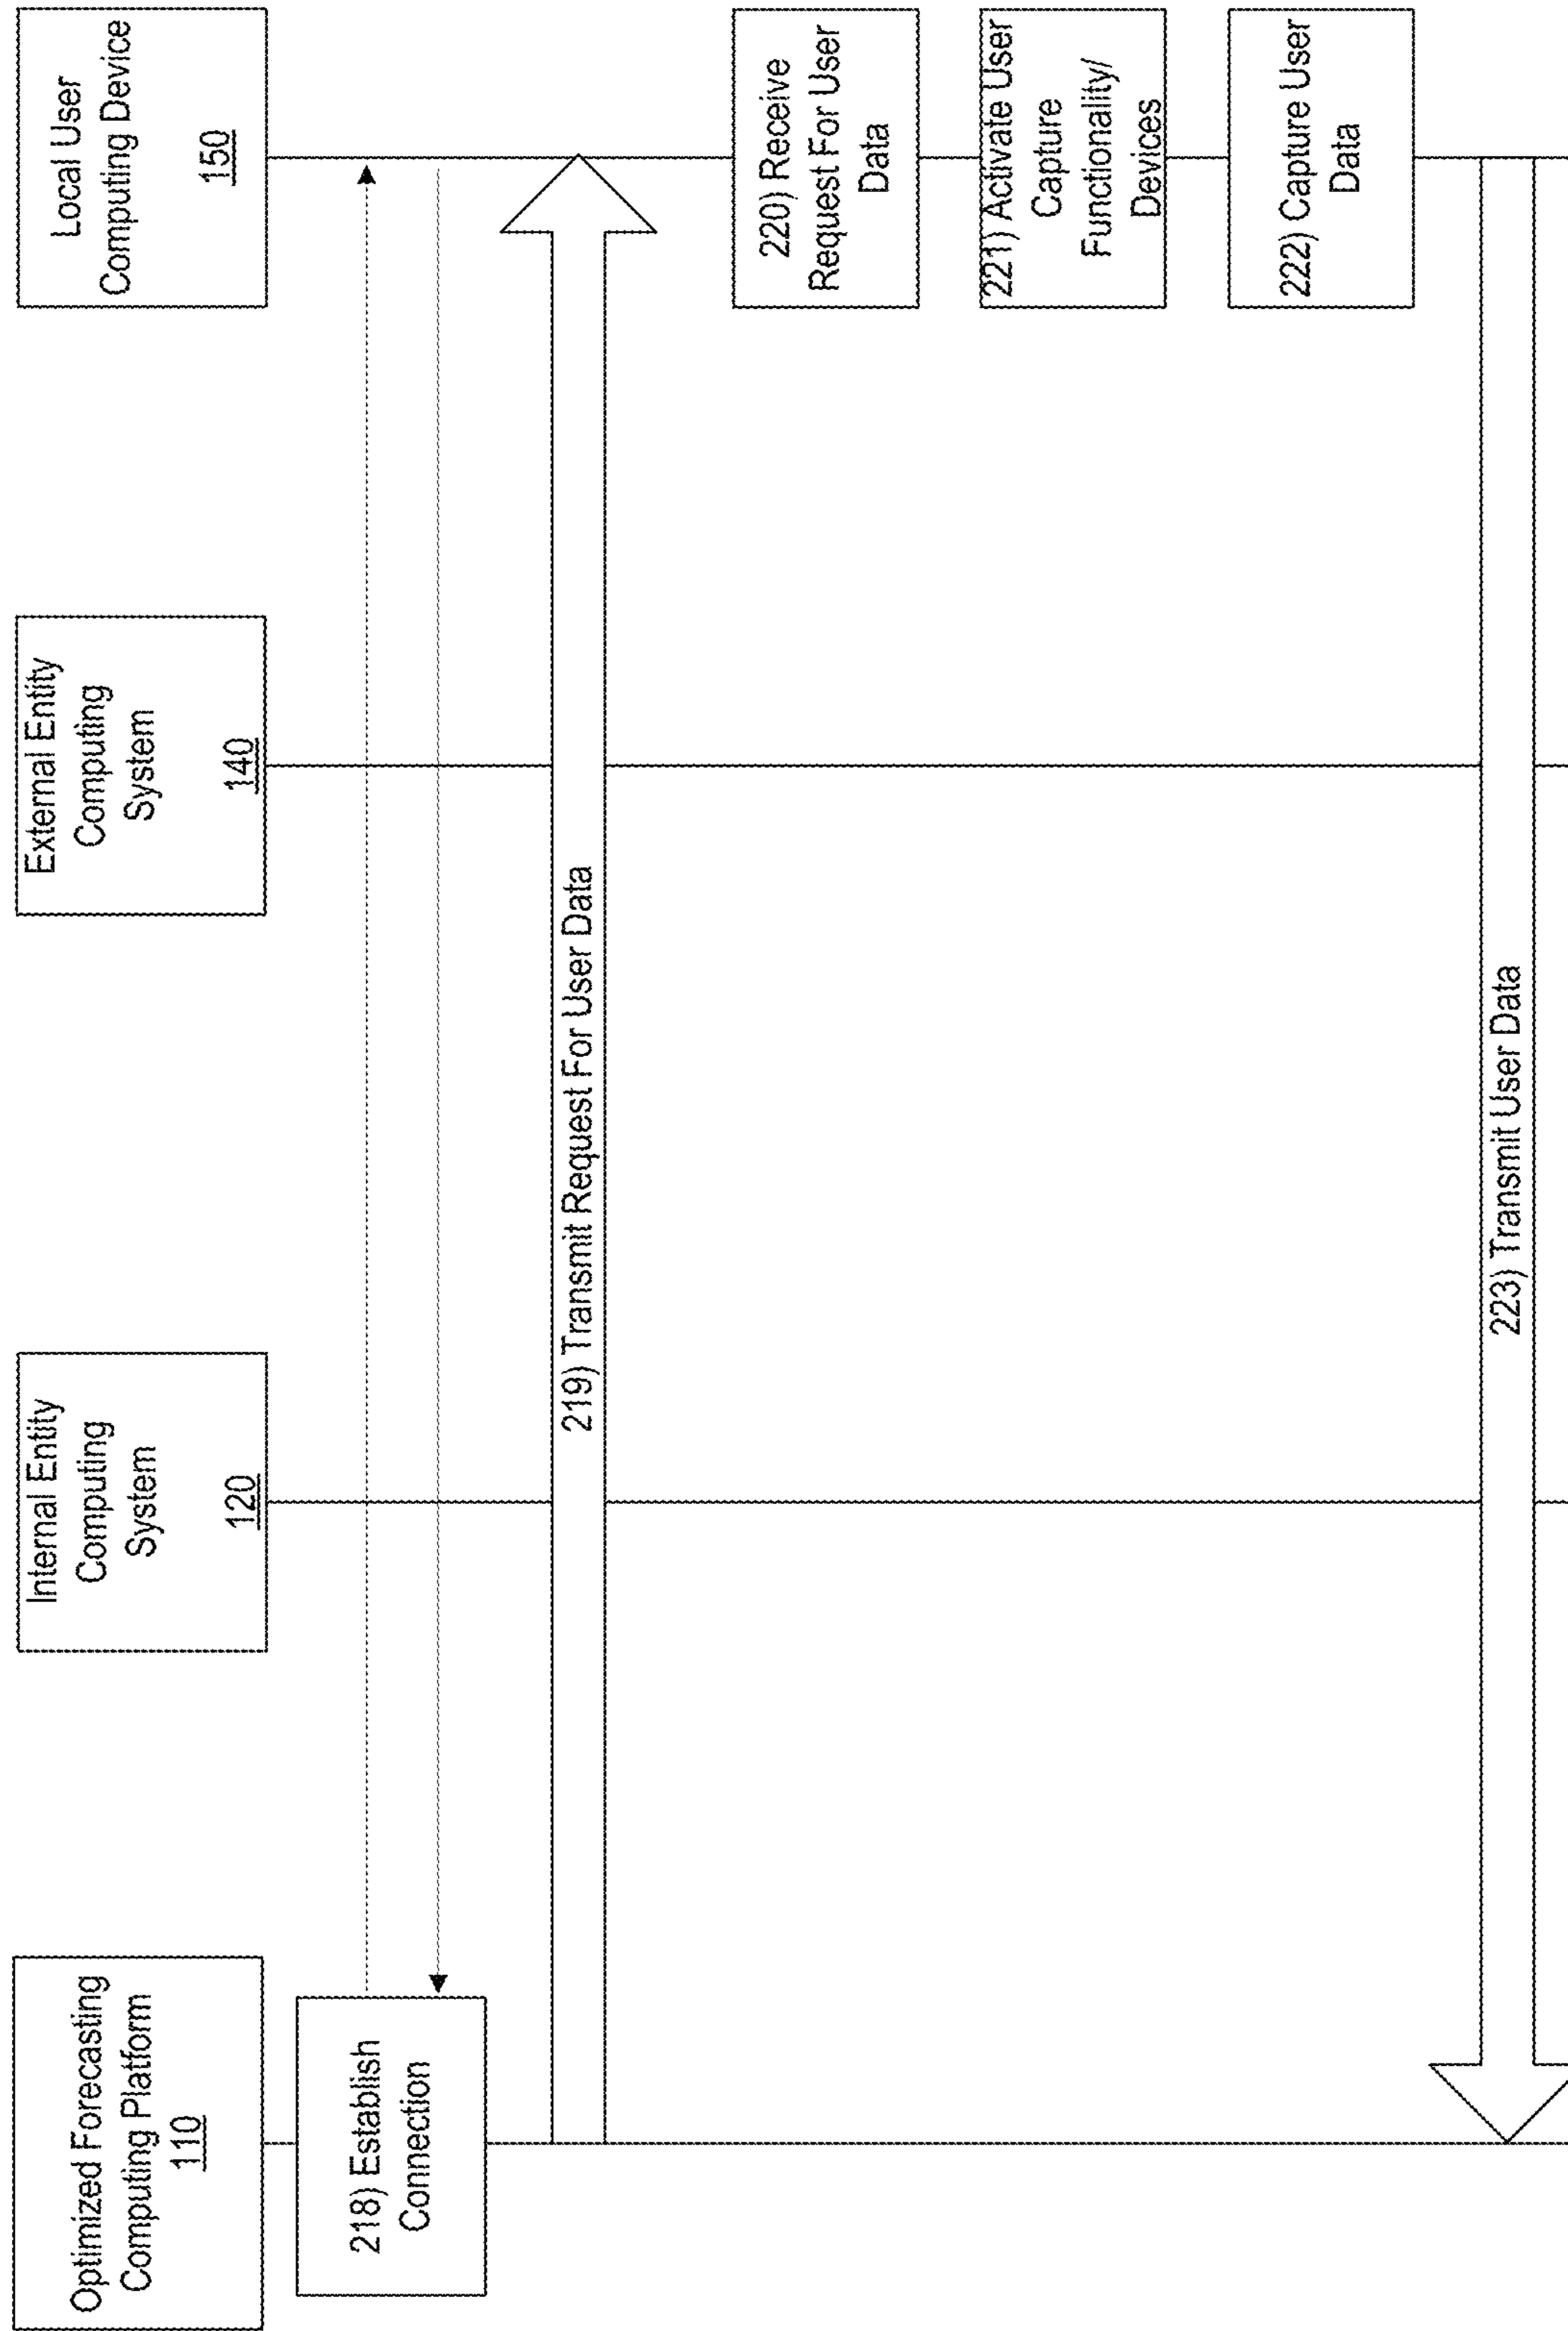 Optimized Forecasting
Computing Platform
110
Internal Entity
Computing
System
120
External Entity
Computing
System
140
Local User
Computing Device
150
218) Establish
Connection
219) Transmit Request For User Data
220) Receive
Request For User
Data
221) Activate User
Capture
Functionality/
Devices
222) Capture User
Data
223) Transmit User Data